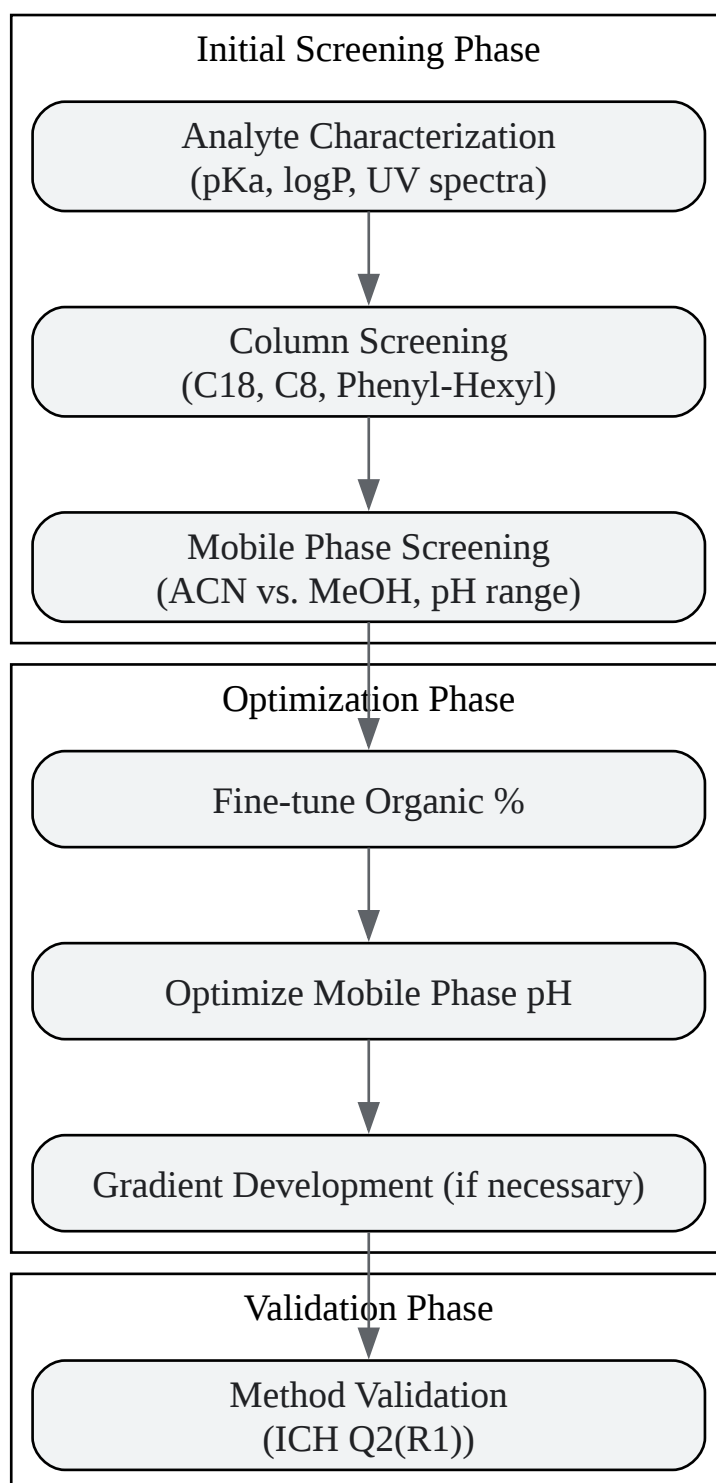 Initial Screening Phase
Analyte Characterization
(pKa, logP, UV spectra)
Column Screening
(C18, C8, Phenyl-Hexyl)
Mobile Phase Screening
(ACN vs. MeOH, pH range)
Optimization Phase
Fine-tune Organic %
Optimize Mobile Phase pH
Gradient Development (if necessary)
Validation Phase
Method Validation
(ICH Q2(R1))